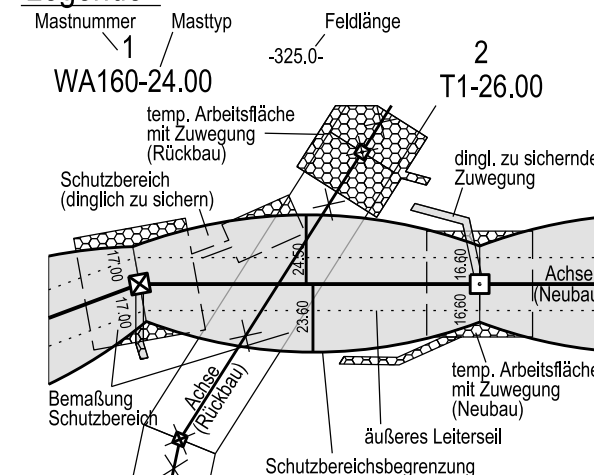 Legende
Mastnummer
Masttyp
Feldlänge
1
WA160-24.00
-325.0-
2
T1-26.00
temp. Arbeitsfläche
mit Zuwegung
(Rückbau)
dingl. zu sichernde
Zuwegung
Schutzbereich
(dinglich zu sichern)
17.00
17.00
24.50
23.60
16.60
16.60
Achse
(Neubau
Achse
(Rückbau)
Bemaßung
Schutzbereich
temp. Arbeitsfläche
mit Zuwegung
(Neubau)
äußeres Leiterseil
Schutzbereichsbegrenzung